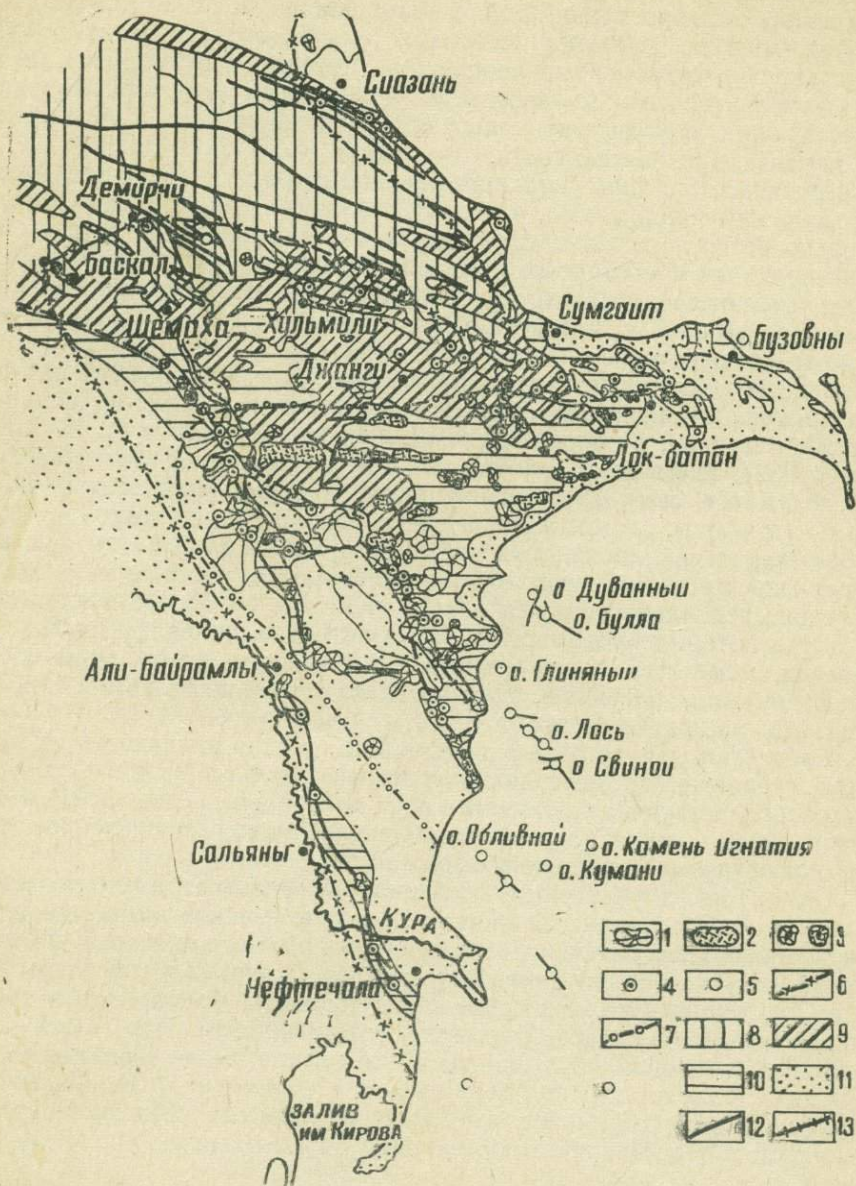 Сиазань
Демирчи
Баскал
Сумгаит
Бузовны
Шемаха
Хильмили
Джанги
Лок-батан
о Дуванный
о. Булла
Али-Байрамлы
о. Глиняный
о. Лось
о Свиной
о. Обливной
Сальяны
о. Камень Игнатия
о. Кумани
КУРА
Нефтечала
1 2 3
4 5 6
7 8 9
10 11
12 13
ЗАЛИВ
им КИРОВА